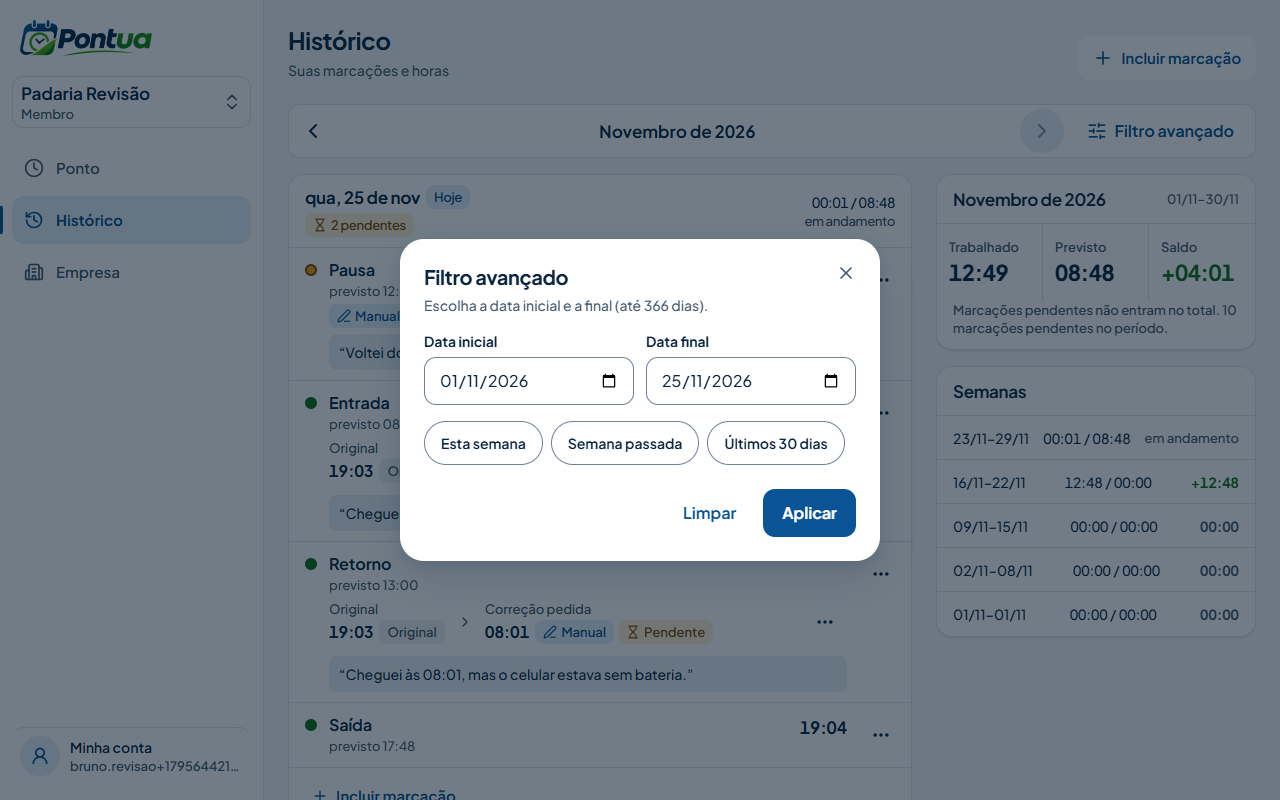 Pontua
Padaria Revisão
Membro
Ponto
Histórico
Empresa
Minha conta
bruno.revisao+179564421...
Histórico
Suas marcações e horas
Incluir marcação
Novembro de 2026
Filtro avançado
qua, 25 de nov Hoje
2 pendentes
00:01 / 08:48
em andamento
Pausa
previsto 12:
Manual
“Voltei do
Entrada
previsto 08
Original
19:03
“Chegue
Retorno
previsto 13:00
Original
19:03 Original
Correção pedida
08:01 Manual Pendente
“Cheguei às 08:01, mas o celular estava sem bateria.”
Saída
previsto 17:48
19:04
Incluir marcação
Filtro avançado
Escolha a data inicial e a final (até 366 dias).
Data inicial
01/11/2026
Data final
25/11/2026
Esta semana
Semana passada
Últimos 30 dias
Limpar
Aplicar
Novembro de 2026 01/11–30/11
Trabalhado
12:49
Previsto
08:48
Saldo
+04:01
Marcações pendentes não entram no total. 10
marcações pendentes no período.
Semanas
23/11–29/11 00:01 / 08:48 em andamento
16/11–22/11 12:48 / 00:00 +12:48
09/11–15/11 00:00 / 00:00 00:00
02/11–08/11 00:00 / 00:00 00:00
01/11–01/11 00:00 / 00:00 00:00